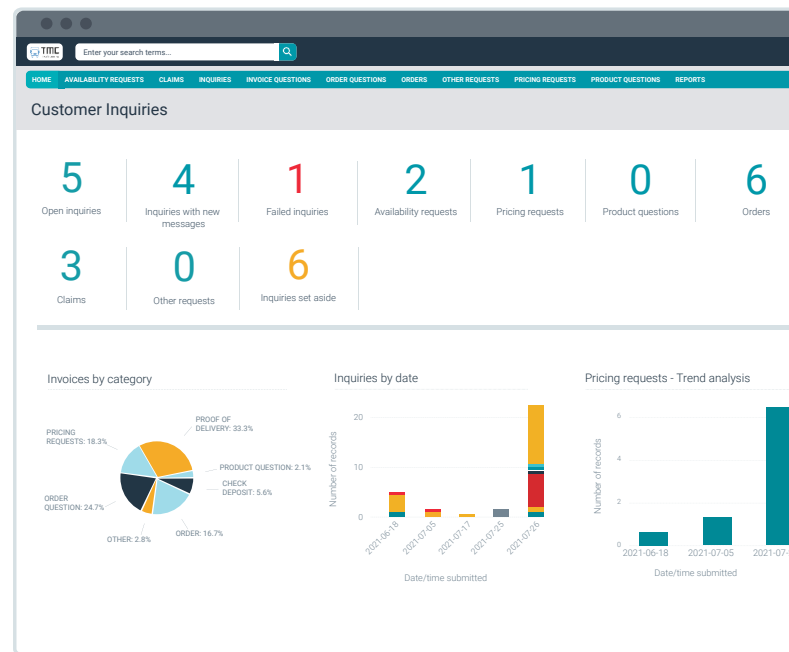 TMC
Enter your search terms...
HOME AVAILABILITY REQUESTS CLAIMS INQUIRIES INVOICE QUESTIONS ORDER QUESTIONS ORDERS OTHER REQUESTS PRICING REQUESTS PRODUCT QUESTIONS REPORTS
Customer Inquiries
5
Open inquiries
4
Inquiries with new
messages
1
Failed inquiries
2
Availability requests
1
Pricing requests
0
Product questions
6
Orders
3
Claims
0
Other requests
6
Inquiries set aside
Invoices by category
PROOF OF
DELIVERY: 33.3%
PRICING
REQUESTS: 18.3%
PRODUCT QUESTION: 2.1%
CHECK
DEPOSIT: 5.6%
ORDER
QUESTION: 24.7%
ORDER: 16.7%
OTHER: 2.8%
Inquiries by date
Number of records
20
10
0
2021-06-18
2021-07-05
2021-07-17
2021-07-25
2021-07-26
Date/time submitted
Pricing requests - Trend analysis
Number of records
6
4
2
0
2021-06-18
2021-07-05
2021-07-
Date/time submitted